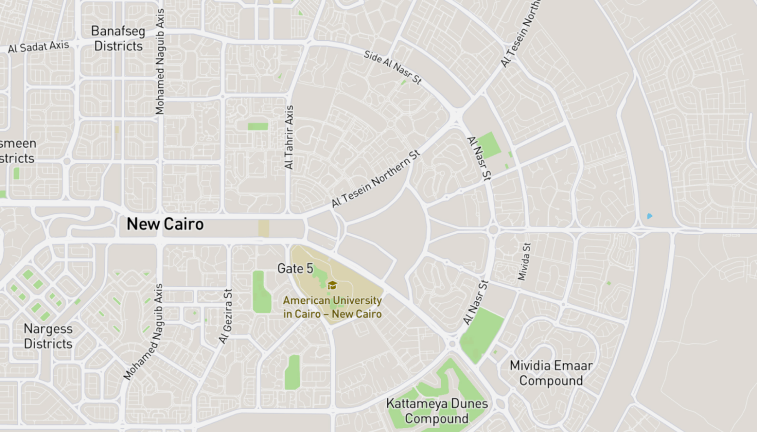 Al Tesein North
Banafseg
Districts
Al Sadat Axis
Mohamed Naguib Axis
Side Al Nasr St
Al Tahrir Axis
smeen
stricts
Al Nasr St
Al Tesein Northern St
New Cairo
Mivida St
Gate 5
American University
in Cairo – New Cairo
Al Gezira St
Al Nasr St
Nargess
Districts
Mohamed Naguib Axis
Mividia Emaar
Compound
Kattameya Dunes
Compound